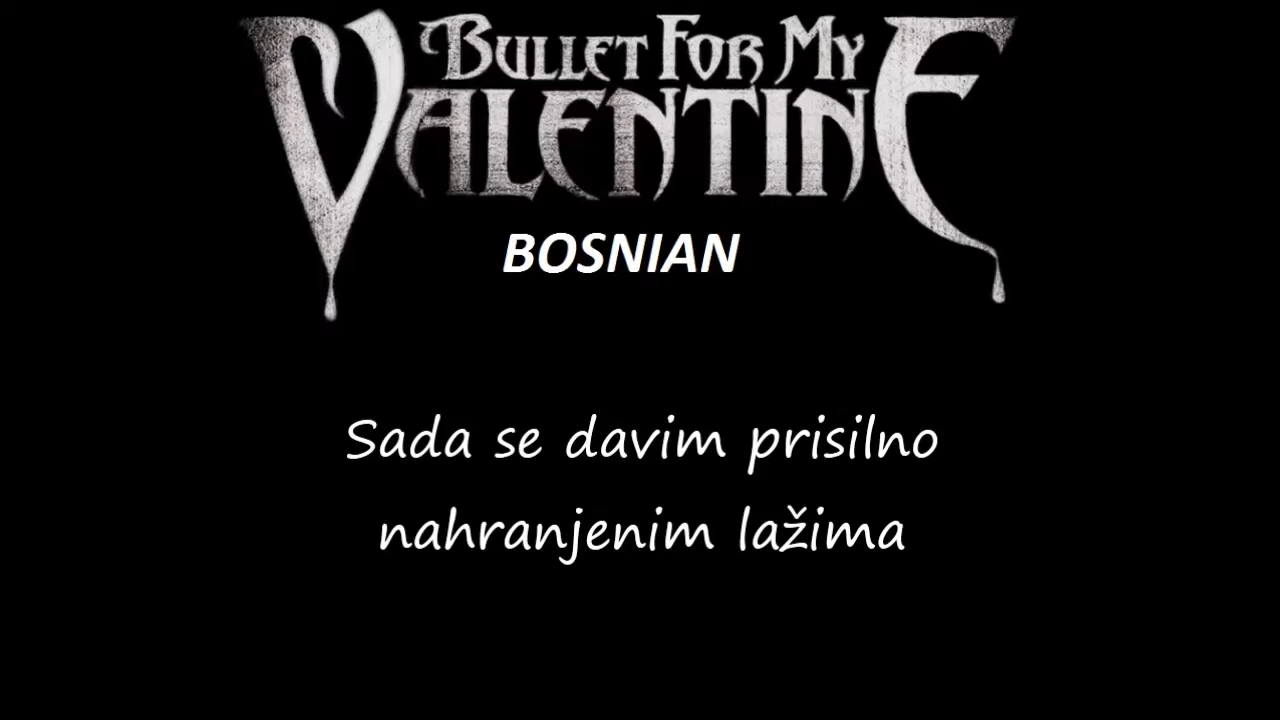 BULLET FOR MY
VALENTINE
BOSNIAN
Sada se davim prisilno
nahranjenim lažima